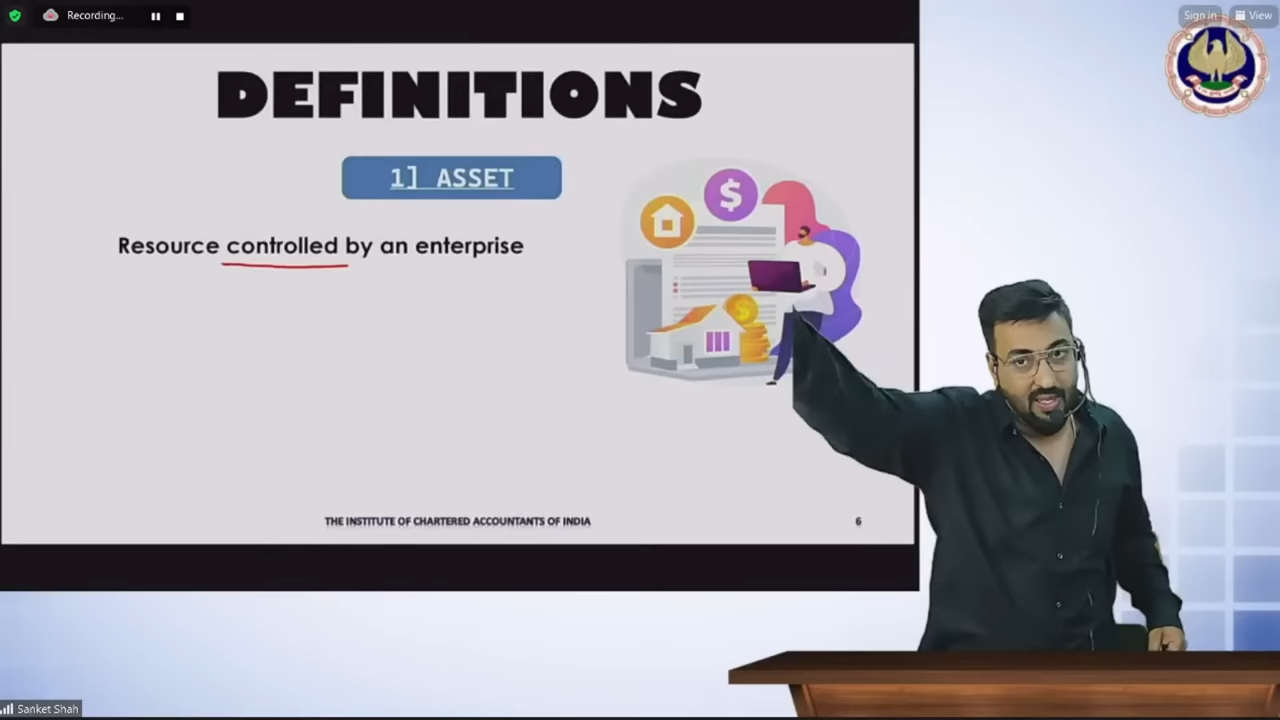 Recording...
Sign in
View
DEFINITIONS
1] ASSET
Resource controlled by an enterprise
THE INSTITUTE OF CHARTERED ACCOUNTANTS OF INDIA
6
Sanket Shah